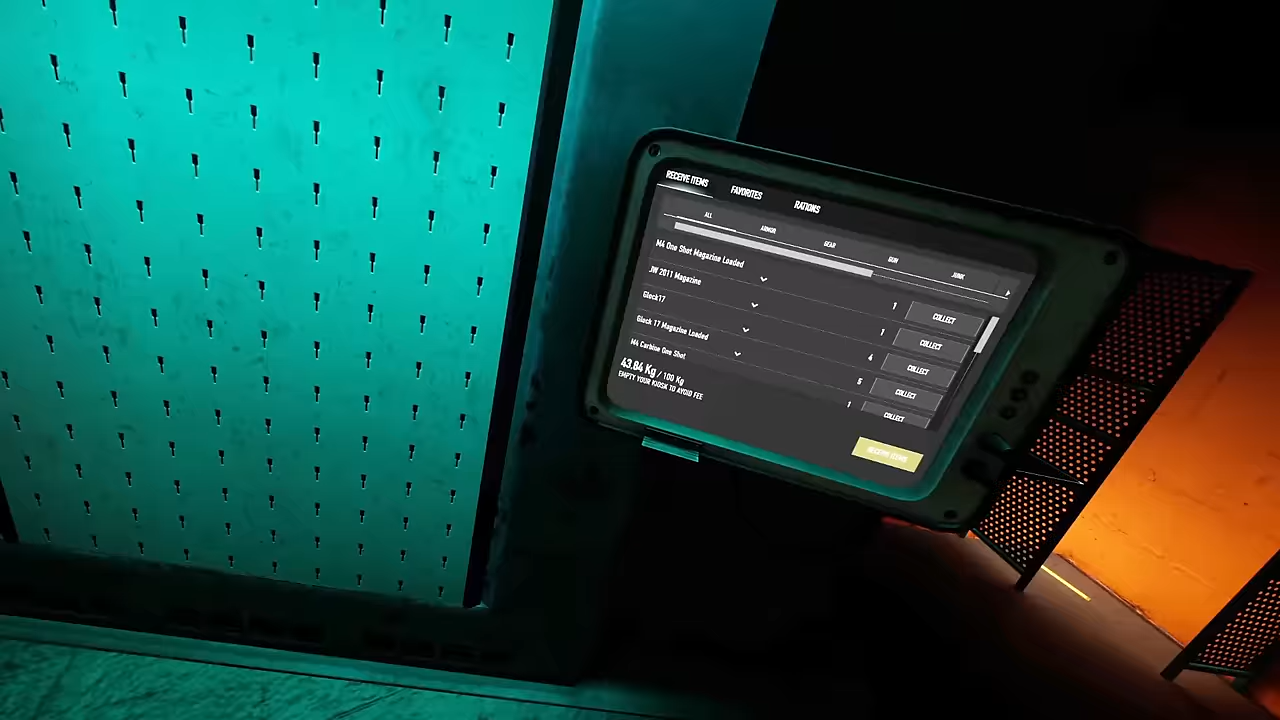 RECEIVE ITEMS FAVORITES RATIONS
ALL ARMOR GEAR GUN JUNK
M4 One Shot Magazine Loaded 1 COLLECT
JW 2011 Magazine 1 COLLECT
Glock17 4 COLLECT
Glock 17 Magazine Loaded 5 COLLECT
M4 Carbine One Shot 1 COLLECT
43.84 Kg / 100 Kg
EMPTY YOUR KIOSK TO AVOID FEE
RECEIVE ITEMS